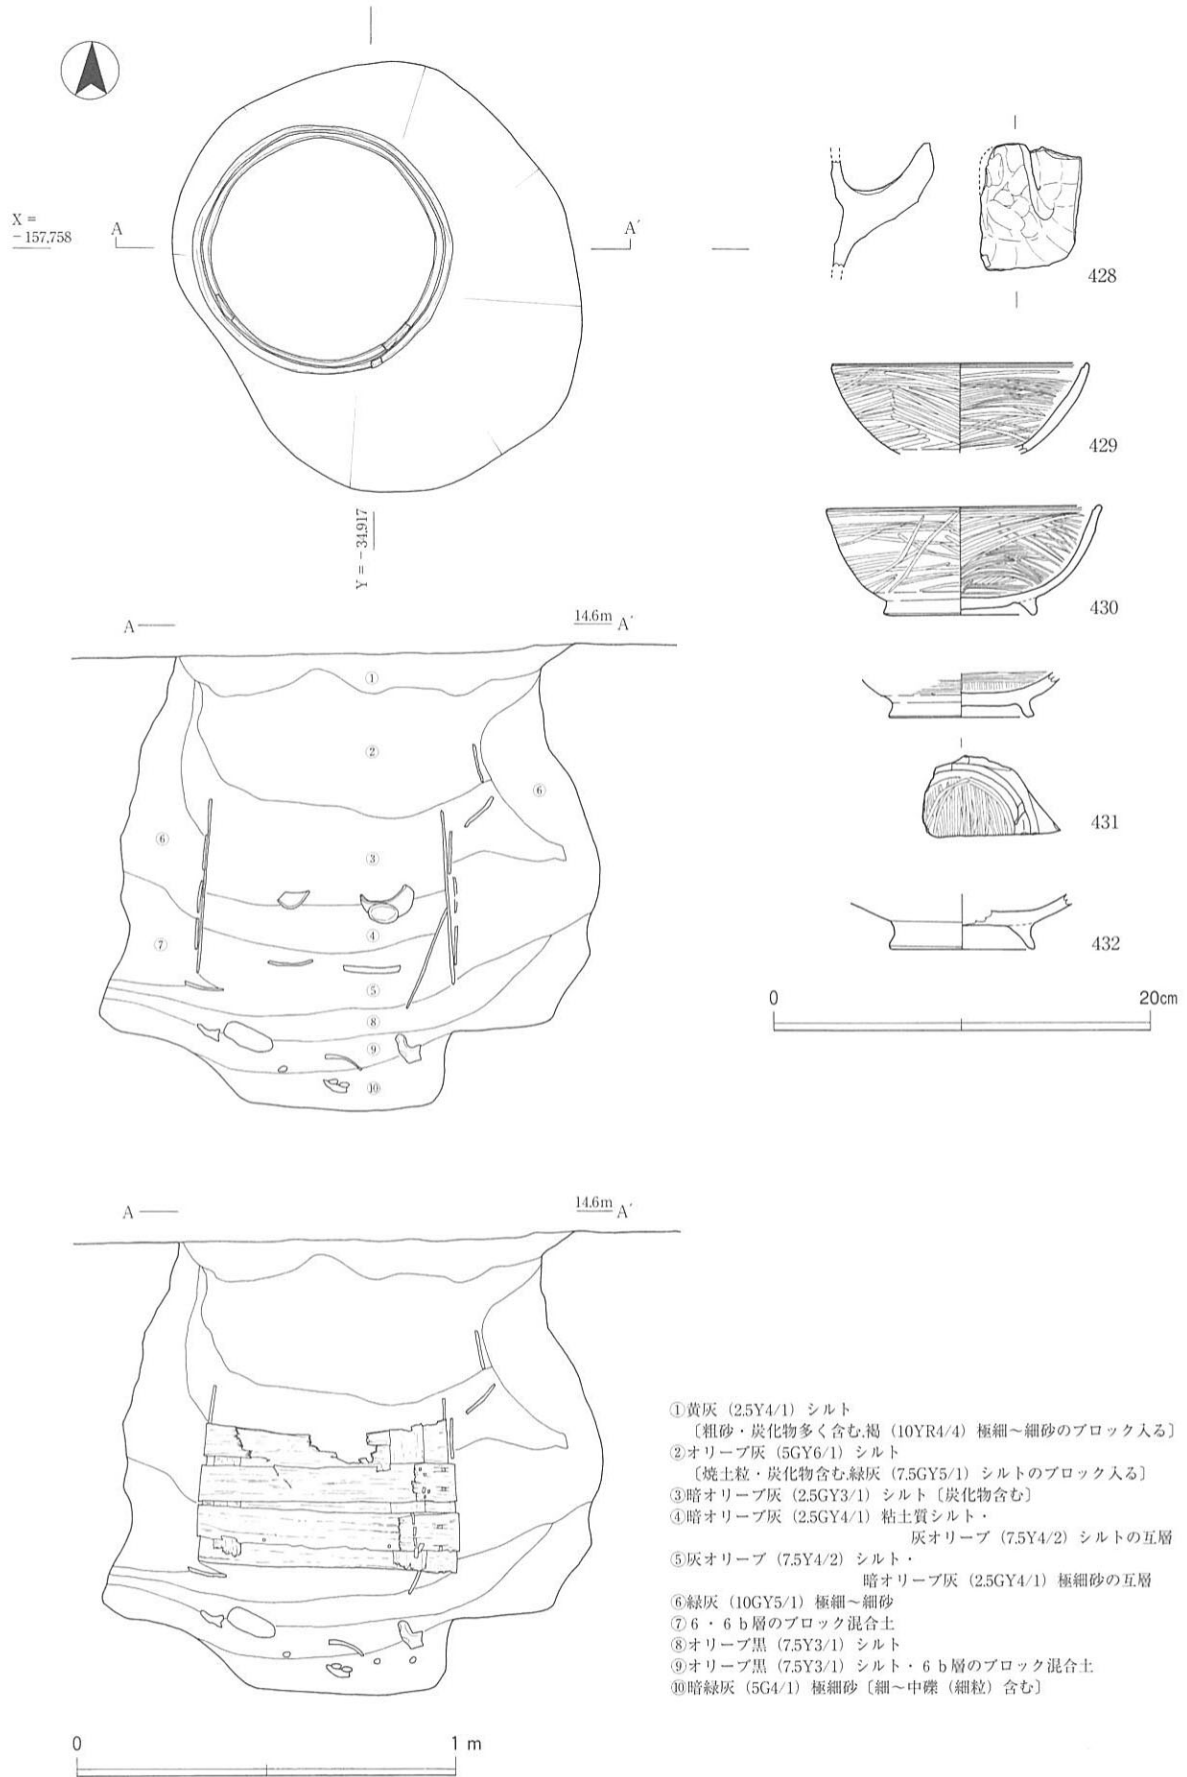 X =
－157,758
A
A′
Y = －34,917
428
429
430
431
432
0
20cm
A
14.6m A′
①
②
⑥
⑥
③
④
⑦
⑤
⑧
⑨
⑩
A
14.6m A′
①黄灰（2.5Y4/1）シルト
〔粗砂・炭化物多く含む,褐（10YR4/4）極細～細砂のブロック入る〕
②オリーブ灰（5GY6/1）シルト
〔焼土粒・炭化物含む,緑灰（7.5GY5/1）シルトのブロック入る〕
③暗オリーブ灰（2.5GY3/1）シルト〔炭化物含む〕
④暗オリーブ灰（2.5GY4/1）粘土質シルト・
灰オリーブ（7.5Y4/2）シルトの互層
⑤灰オリーブ（7.5Y4/2）シルト・
暗オリーブ灰（2.5GY4/1）極細砂の互層
⑥緑灰（10GY5/1）極細～細砂
⑦６・６ｂ層のブロック混合土
⑧オリーブ黒（7.5Y3/1）シルト
⑨オリーブ黒（7.5Y3/1）シルト・６ｂ層のブロック混合土
⑩暗緑灰（5G4/1）極細砂〔細～中礫（細粒）含む〕
0
1 m